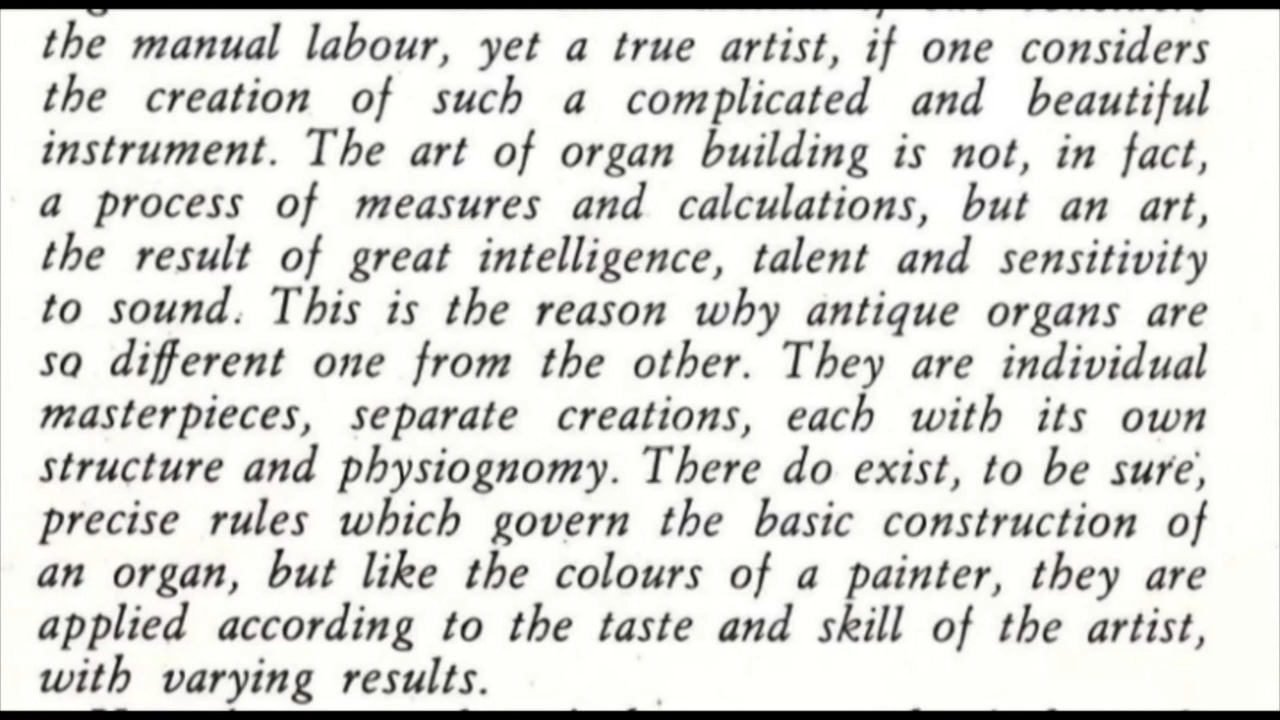 the manual labour, yet a true artist, if one considers
the creation of such a complicated and beautiful
instrument. The art of organ building is not, in fact,
a process of measures and calculations, but an art,
the result of great intelligence, talent and sensitivity
to sound. This is the reason why antique organs are
so different one from the other. They are individual
masterpieces, separate creations, each with its own
structure and physiognomy. There do exist, to be sure,
precise rules which govern the basic construction of
an organ, but like the colours of a painter, they are
applied according to the taste and skill of the artist,
with varying results.